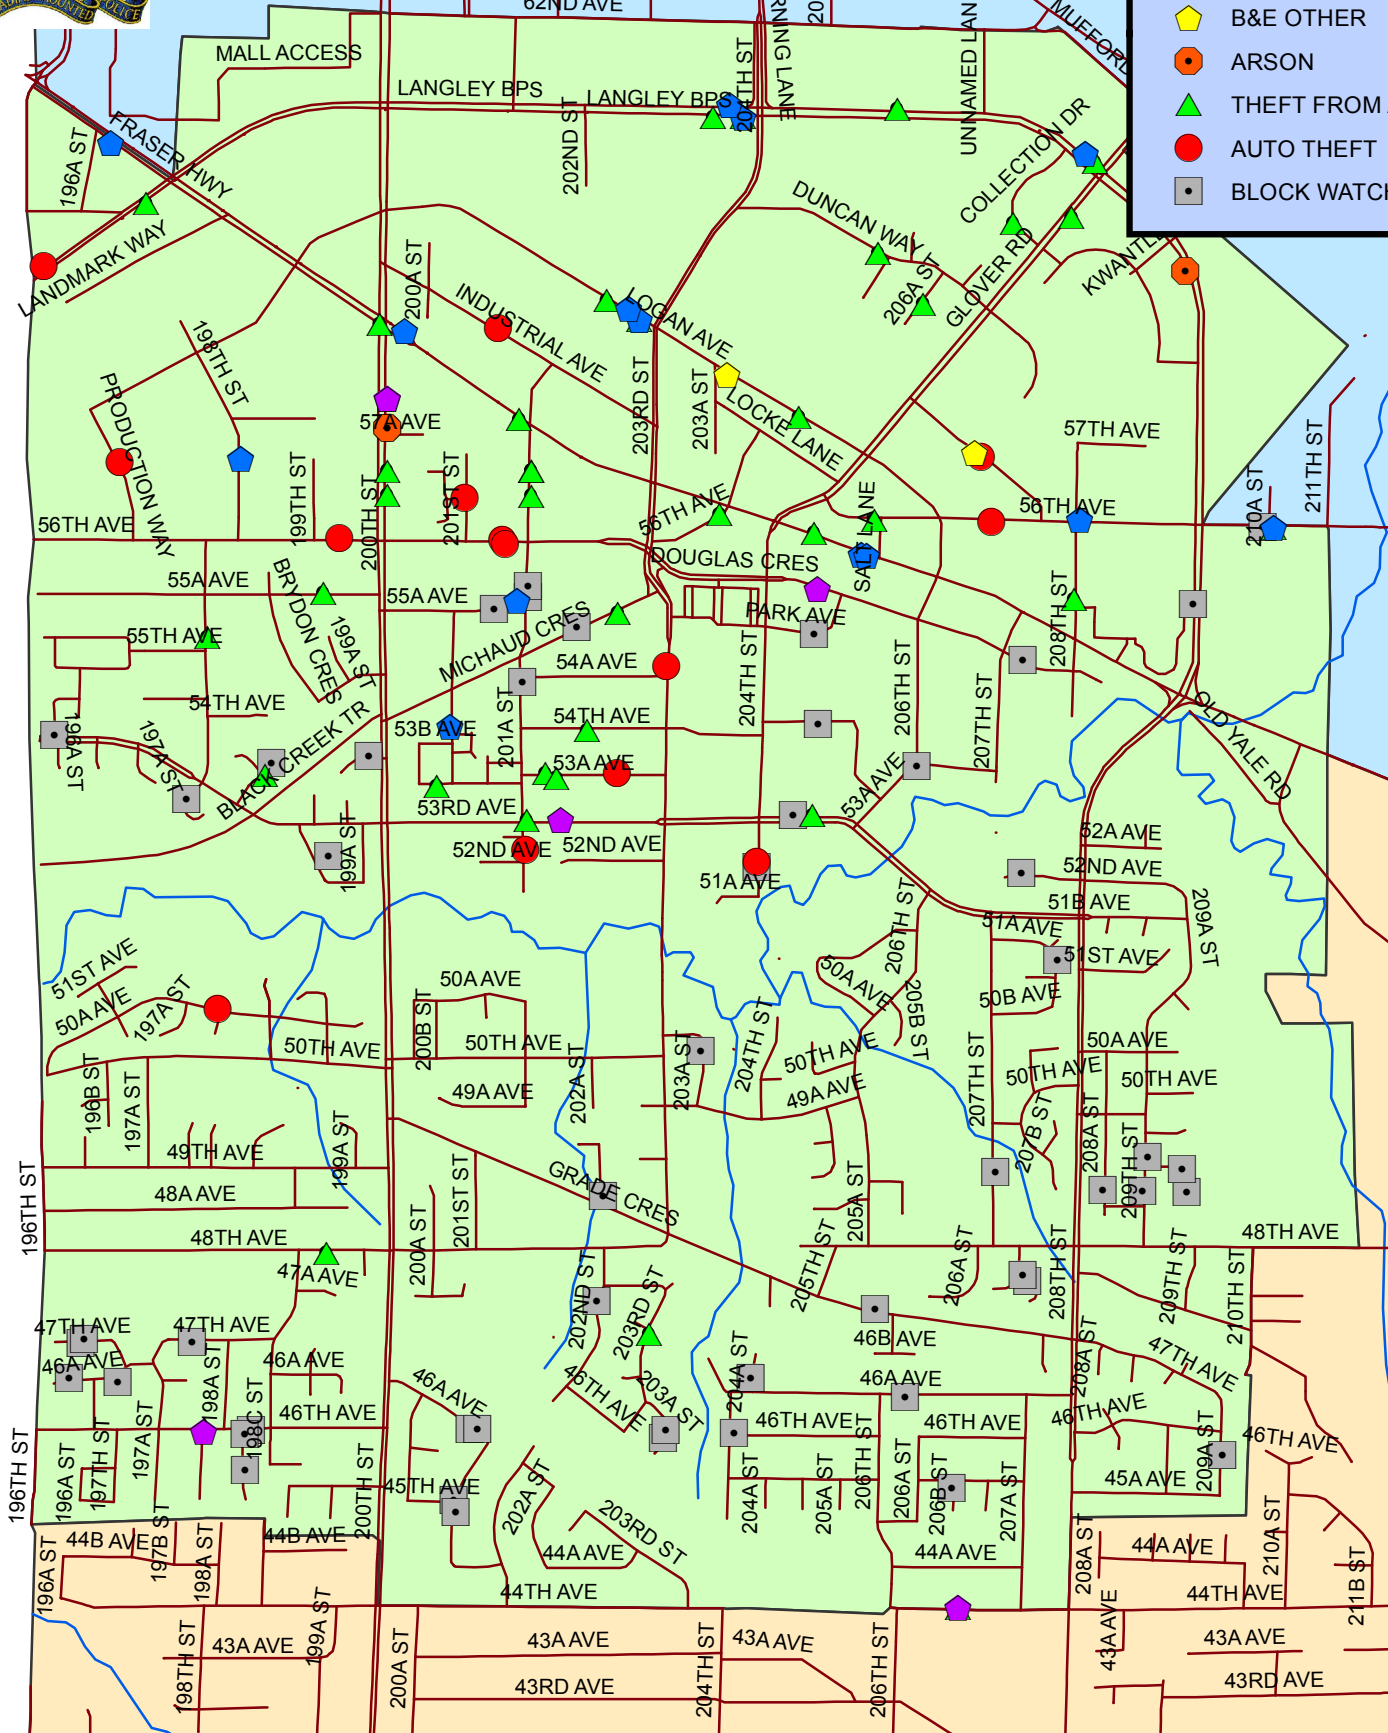 62ND AVE
MUFFORD
B&E OTHER
ARSON
THEFT FROM
AUTO THEFT
BLOCK WATCH
POLICE
MALL ACCESS
LANGLEY BPS
LANGLEY BPS
204TH ST
UNNAMED LAN
COLLECTION DR
196A ST
FRASER HWY
202ND ST
DUNCAN WAY
LANDMARK WAY
200A ST
206A ST
GLOVER RD
INDUSTRIAL AVE
LOGAN AVE
198TH ST
PRODUCTION WAY
203RD ST
203A ST
LOCKE LANE
57A AVE
57TH AVE
211TH ST
210A ST
199TH ST
200TH ST
201ST ST
56TH AVE
56TH AVE
SALT LANE
56TH AVE
DOUGLAS CRES
55A AVE
BRYDON CRES
55A AVE
PARK AVE
208TH ST
55TH AVE
199A ST
MICHAUD CRES
54A AVE
204TH ST
206TH ST
207TH ST
54TH AVE
201A ST
54TH AVE
53B AVE
OLD YALE RD
196A ST
197A ST
BLACK CREEK TR
53A AVE
53A AVE
53RD AVE
52ND AVE
52ND AVE
199A ST
51A AVE
52A AVE
52ND AVE
51B AVE
51A AVE
209A ST
206TH ST
51ST AVE
51ST AVE
50A AVE
197A ST
50A AVE
50A AVE
205B ST
50B AVE
200B ST
50TH AVE
50TH AVE
202A ST
203A ST
204TH ST
50TH AVE
50A AVE
207TH ST
50TH AVE
50TH AVE
196B ST
197A ST
49A AVE
49A AVE
207B ST
208A ST
209TH ST
49TH AVE
199A ST
201ST ST
GRADE CRES
205A ST
196TH ST
48A AVE
200A ST
48TH AVE
48TH AVE
47A AVE
202ND ST
203RD ST
205TH ST
206A ST
208TH ST
209TH ST
210TH ST
47TH AVE
47TH AVE
46B AVE
46A AVE
198A ST
46A AVE
46A AVE
204A ST
46A AVE
208A ST
47TH AVE
46TH AVE
203A ST
198C ST
46TH AVE
46TH AVE
46TH AVE
46TH AVE
46TH AVE
196TH ST
196A ST
197TH ST
197A ST
200TH ST
45TH AVE
202A ST
204A ST
205A ST
206TH ST
206A ST
206B ST
207A ST
45A AVE
209A ST
203RD ST
44B AVE
197B ST
198A ST
44B AVE
44A AVE
44A AVE
44A AVE
210A ST
211B ST
196A ST
208A ST
44TH AVE
44TH AVE
199A ST
198TH ST
43A AVE
200A ST
43A AVE
204TH ST
43A AVE
206TH ST
43A AVE
43A AVE
43RD AVE
43RD AVE